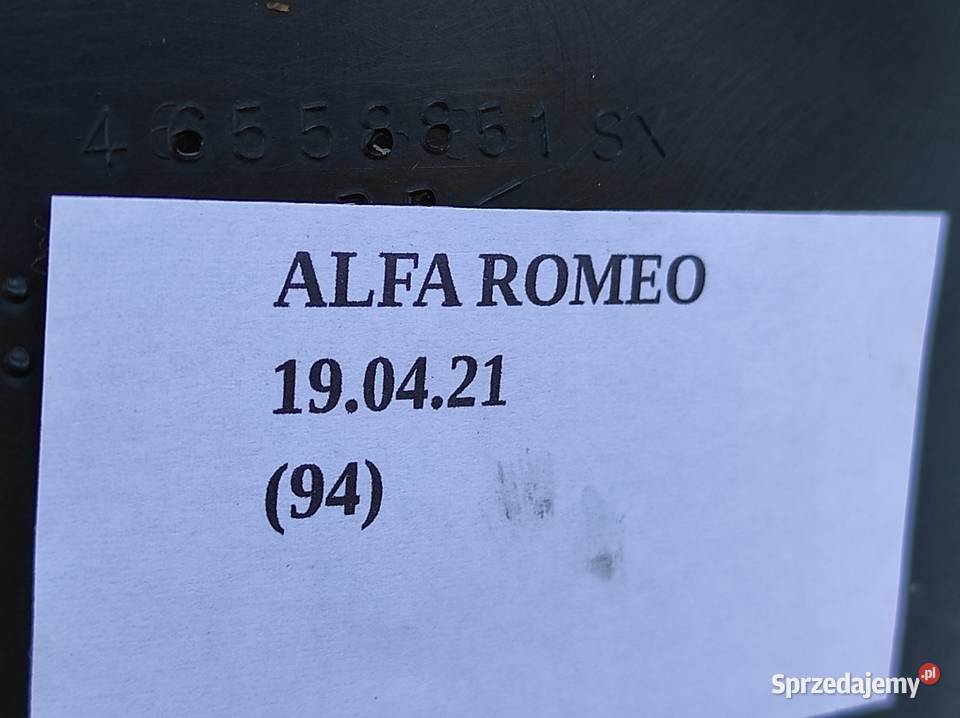 46558851 SX
ALFA ROMEO
19.04.21
(94)
Sprzedajemy.pl